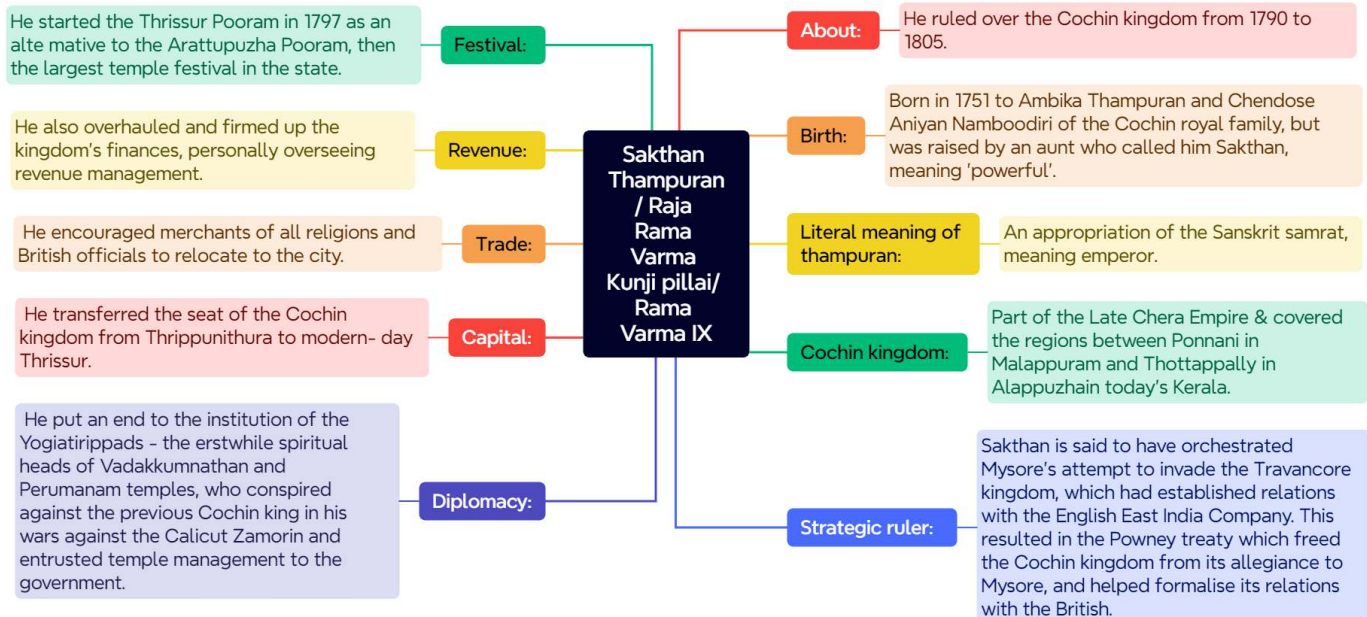 Sakthan
Thampuran
/ Raja
Rama
Varma
Kunji pillai/
Rama
Varma IX
About:
He ruled over the Cochin kingdom from 1790 to
1805.
Birth:
Born in 1751 to Ambika Thampuran and Chendose
Aniyan Namboodiri of the Cochin royal family, but
was raised by an aunt who called him Sakthan,
meaning 'powerful'.
Literal meaning of
thampuran:
An appropriation of the Sanskrit samrat,
meaning emperor.
Cochin kingdom:
Part of the Late Chera Empire & covered
the regions between Ponnani in
Malappuram and Thottappally in
Alappuzhain today's Kerala.
Strategic ruler:
Sakthan is said to have orchestrated
Mysore's attempt to invade the Travancore
kingdom, which had established relations
with the English East India Company. This
resulted in the Powney treaty which freed
the Cochin kingdom from its allegiance to
Mysore, and helped formalise its relations
with the British.
Festival:
He started the Thrissur Pooram in 1797 as an
alte mative to the Arattupuzha Pooram, then
the largest temple festival in the state.
Revenue:
He also overhauled and firmed up the
kingdom's finances, personally overseeing
revenue management.
Trade:
He encouraged merchants of all religions and
British officials to relocate to the city.
Capital:
He transferred the seat of the Cochin
kingdom from Thrippunithura to modern- day
Thrissur.
Diplomacy:
He put an end to the institution of the
Yogiatirippads - the erstwhile spiritual
heads of Vadakkumnathan and
Perumanam temples, who conspired
against the previous Cochin king in his
wars against the Calicut Zamorin and
entrusted temple management to the
government.